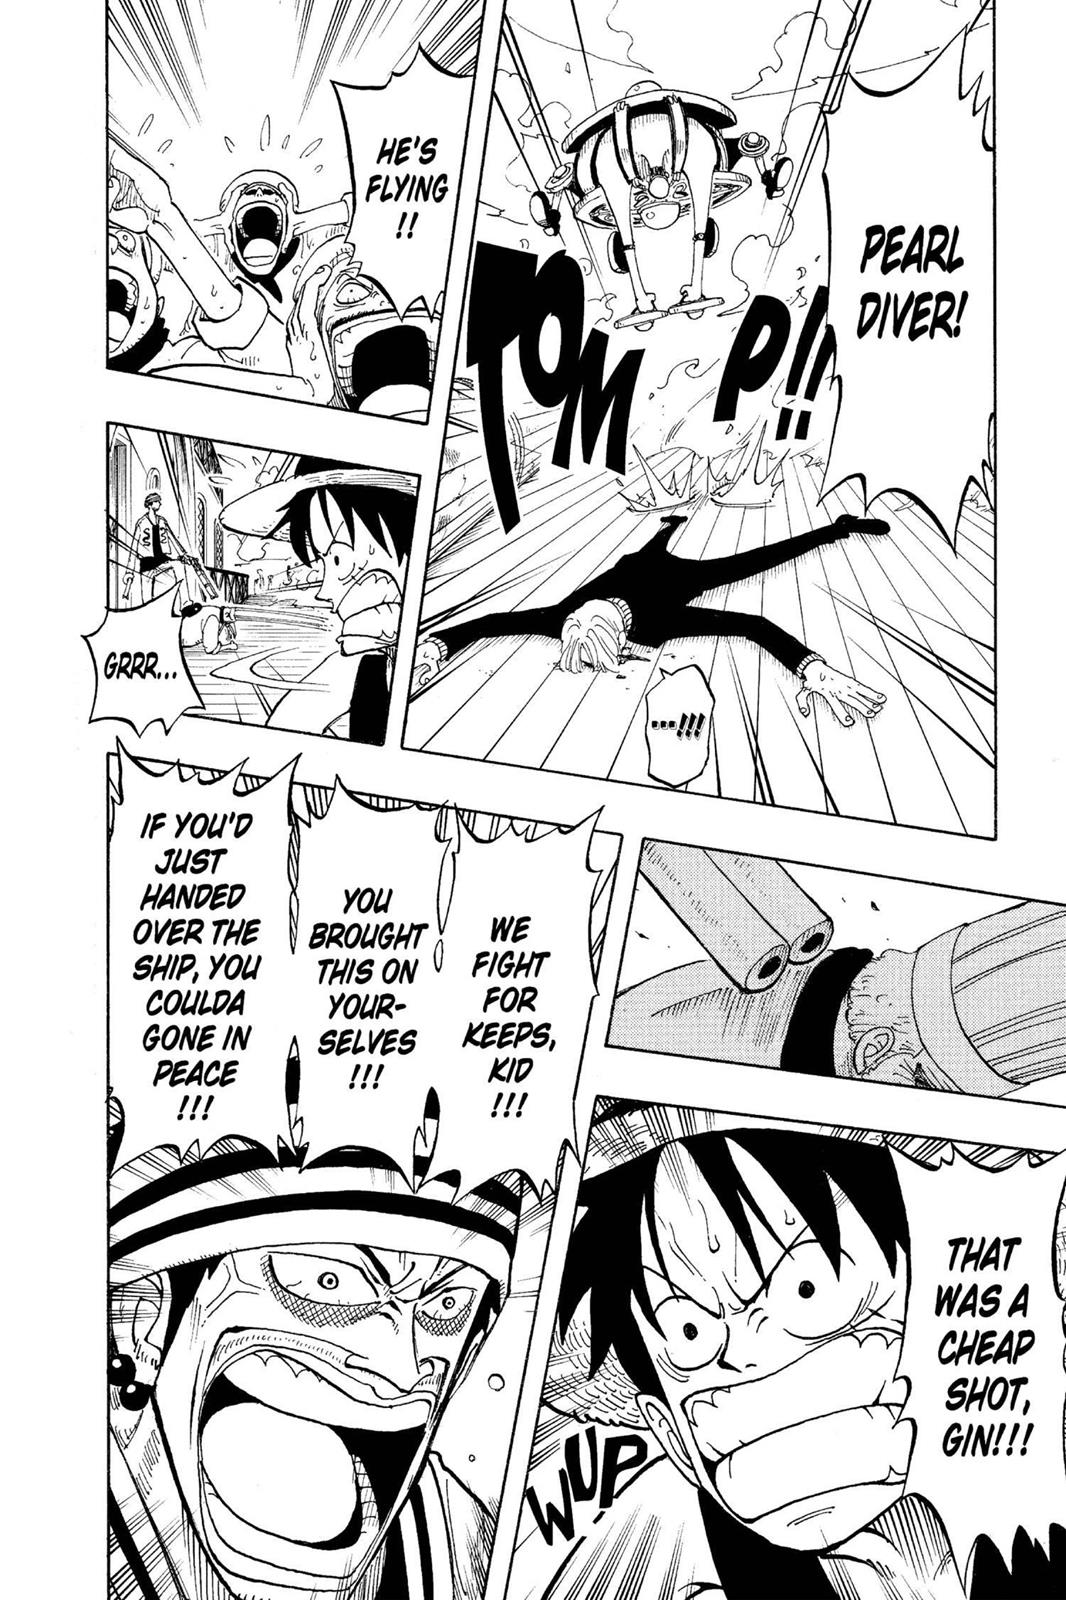 PEARL
DIVER!
TOMP!!
...!!!
HE'S
FLYING
!!
GRRR...
WE
FIGHT
FOR
KEEPS,
KID
!!!
YOU
BROUGHT
THIS ON
YOUR-
SELVES
!!!
IF YOU'D
JUST
HANDED
OVER THE
SHIP, YOU
COULDA
GONE IN
PEACE
!!!
THAT
WAS A
CHEAP
SHOT,
GIN!!!
WUP